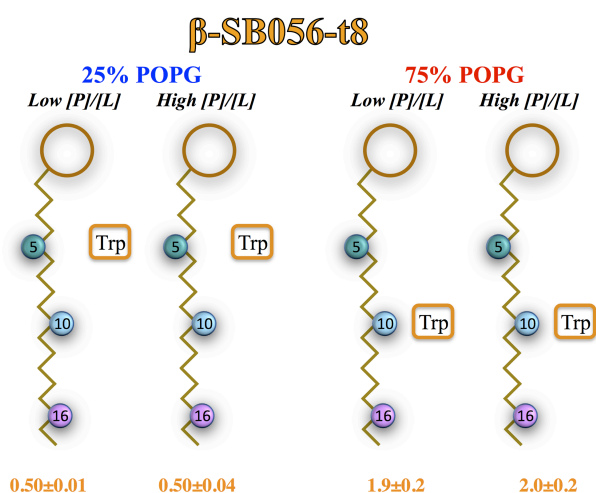 β-SB056-t8
25% POPG 75% POPG
Low [P]/[L] High [P]/[L] Low [P]/[L] High [P]/[L]
5 Trp 5 Trp 5 5
10 10 10 Trp 10 Trp
16 16 16 16
0.50±0.01 0.50±0.04 1.9±0.2 2.0±0.2